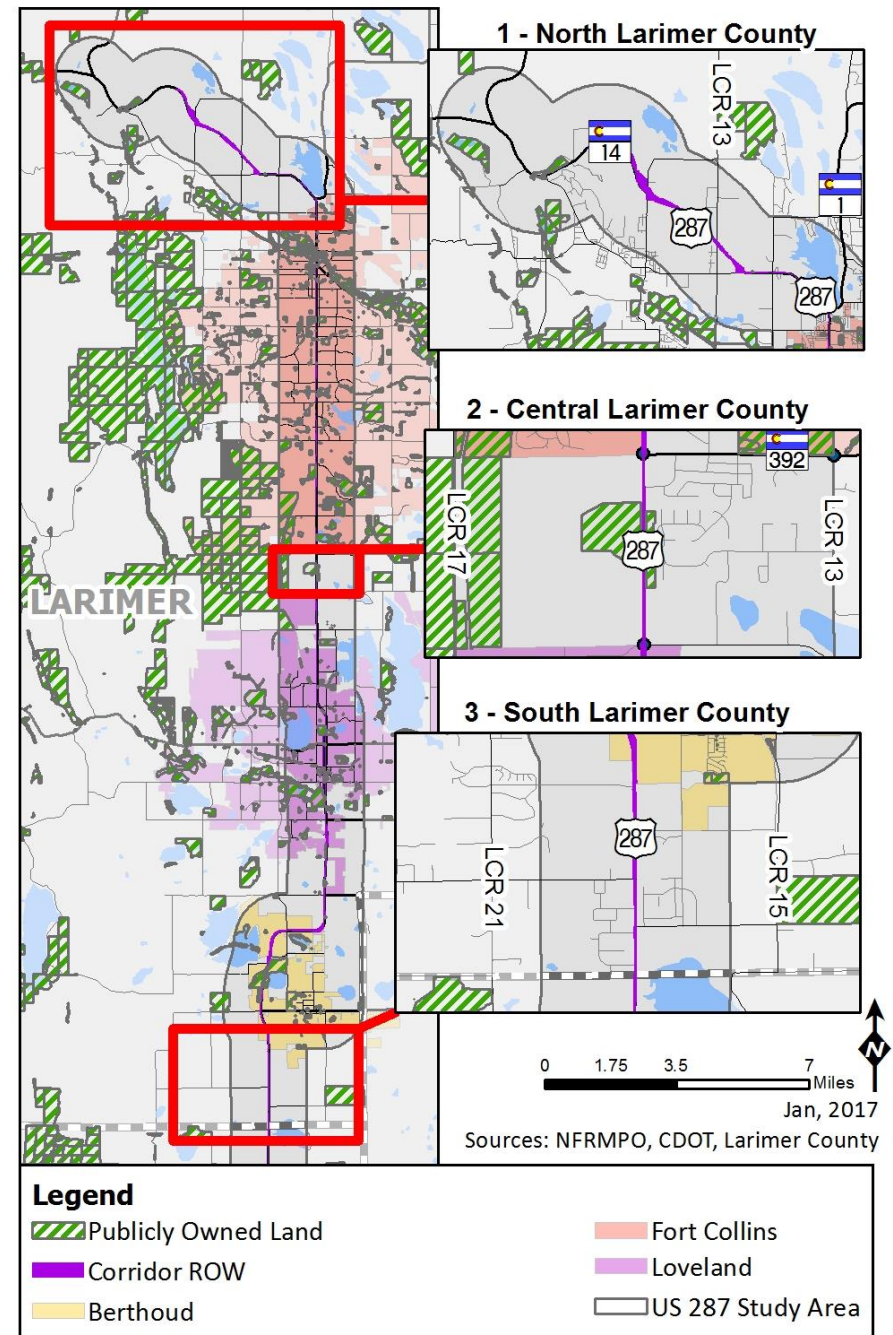 1 - North Larimer County
LCR 13
14
1
287
287
2 - Central Larimer County
392
LCR 17
287
LCR 13
LARIMER
3 - South Larimer County
287
LCR 21
LCR 15
N
0 1.75 3.5 7
Miles
Jan, 2017
Sources: NFRMPO, CDOT, Larimer County
Legend
Publicly Owned Land
Corridor ROW
Berthoud
Fort Collins
Loveland
US 287 Study Area